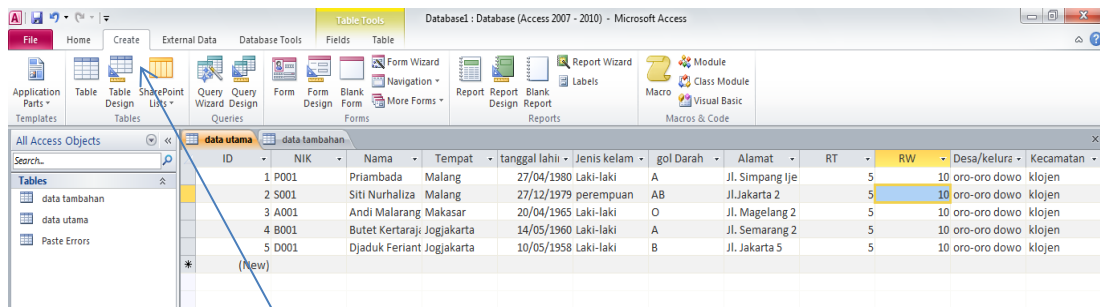 Table Tools Database1 : Database (Access 2007 - 2010) - Microsoft Access
File Home Create External Data Database Tools Fields Table
Application Parts Table Table Design SharePoint Lists Query Wizard Query Design Form Form Design Blank Form Form Wizard Navigation More Forms Report Report Design Blank Report Report Wizard Labels Macro Module Class Module Visual Basic
Templates Tables Queries Forms Reports Macros & Code
All Access Objects
Search...
Tables
data tambahan
data utama
Paste Errors
data utama data tambahan
ID NIK Nama Tempat tanggal lahii Jenis kelam gol Darah Alamat RT RW Desa/kelura Kecamatan
1 P001 Priambada Malang 27/04/1980 Laki-laki A Jl. Simpang Ije 5 10 oro-oro dowo klojen
2 S001 Siti Nurhaliza Malang 27/12/1979 perempuan AB Jl.Jakarta 2 5 10 oro-oro dowo klojen
3 A001 Andi Malarang Makasar 20/04/1965 Laki-laki O Jl. Magelang 2 5 10 oro-oro dowo klojen
4 B001 Butet Kertaraja Jogjakarta 14/05/1960 Laki-laki A Jl. Semarang 2 5 10 oro-oro dowo klojen
5 D001 Djaduk Feriant Jogjakarta 10/05/1958 Laki-laki B Jl. Jakarta 5 5 10 oro-oro dowo klojen
(New)